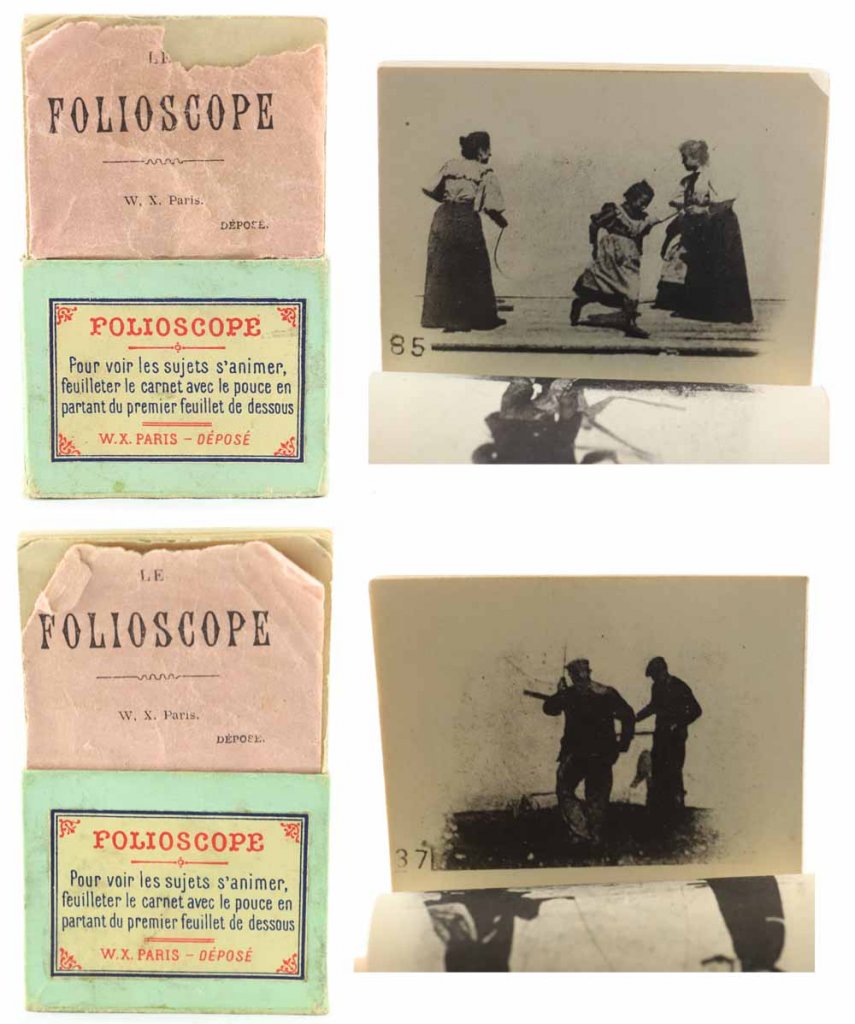 LE
FOLIOSCOPE
W. X. Paris.
DÉPOSÉ.
FOLIOSCOPE
Pour voir les sujets s'animer,
feuilleter le carnet avec le pouce en
partant du premier feuillet de dessous
W.X. PARIS – DÉPOSÉ
85
LE
FOLIOSCOPE
W. X. Paris.
DÉPOSÉ.
FOLIOSCOPE
Pour voir les sujets s'animer,
feuilleter le carnet avec le pouce en
partant du premier feuillet de dessous
W.X. PARIS – DÉPOSÉ
37